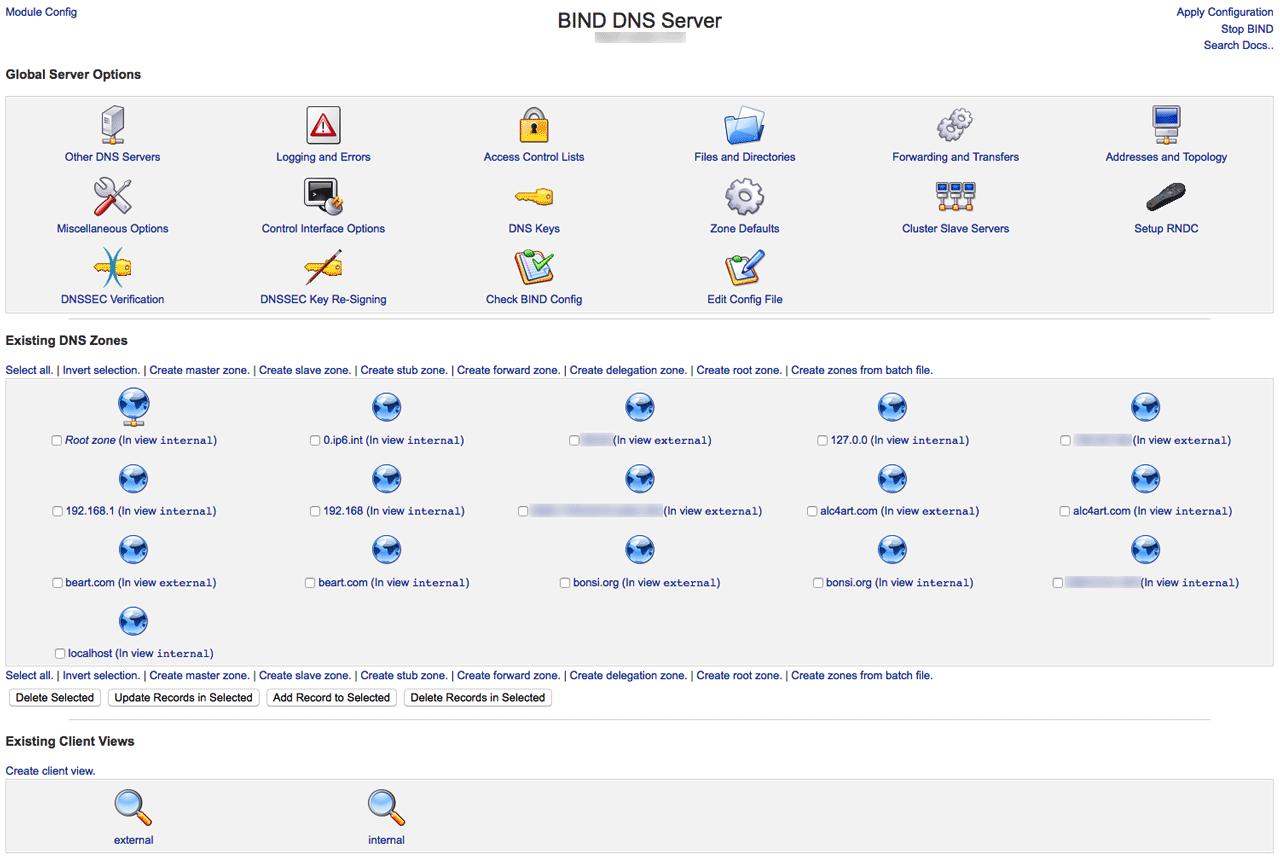 Module Config
BIND DNS Server
Apply Configuration
Stop BIND
Search Docs..
Global Server Options
Other DNS Servers
Logging and Errors
Access Control Lists
Files and Directories
Forwarding and Transfers
Addresses and Topology
Miscellaneous Options
Control Interface Options
DNS Keys
Zone Defaults
Cluster Slave Servers
Setup RNDC
DNSSEC Verification
DNSSEC Key Re-Signing
Check BIND Config
Edit Config File
Existing DNS Zones
Select all. | Invert selection. | Create master zone. | Create slave zone. | Create stub zone. | Create forward zone. | Create delegation zone. | Create root zone. | Create zones from batch file.
Root zone (In view internal)
0.ip6.int (In view internal)
(In view external)
127.0.0 (In view internal)
(In view external)
192.168.1 (In view internal)
192.168 (In view internal)
(In view external)
alc4art.com (In view external)
alc4art.com (In view internal)
beart.com (In view external)
beart.com (In view internal)
bonsi.org (In view external)
bonsi.org (In view internal)
(In view internal)
localhost (In view internal)
Select all. | Invert selection. | Create master zone. | Create slave zone. | Create stub zone. | Create forward zone. | Create delegation zone. | Create root zone. | Create zones from batch file.
Delete Selected
Update Records in Selected
Add Record to Selected
Delete Records in Selected
Existing Client Views
Create client view.
external
internal